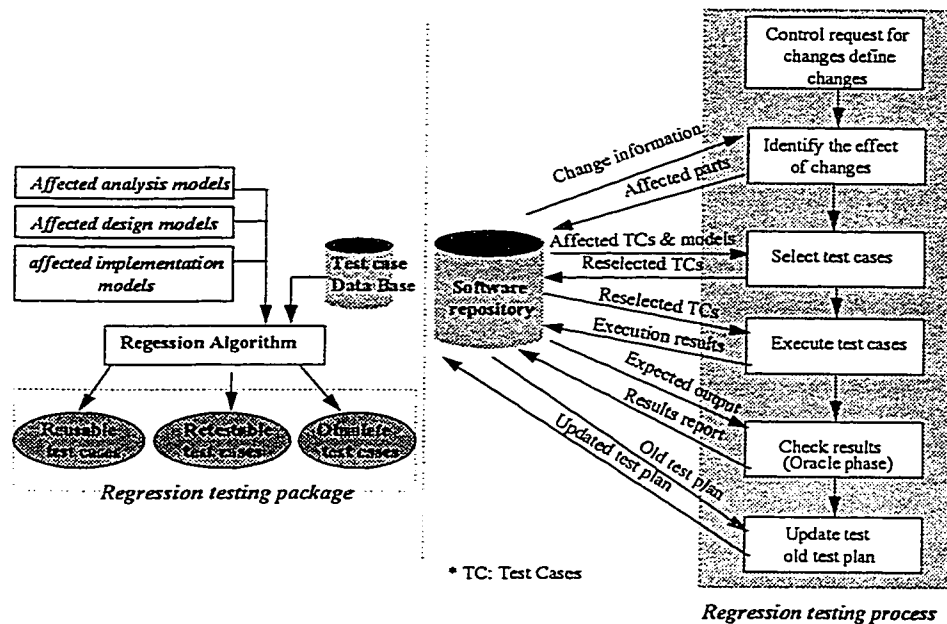 Affected analysis models
Affected design models
affected implementation
models
Test case
Data Base
Regession Algorithm
Reusable
test cases
Retestable
test cases
Obsolete
test cases
Regression testing package
Software
repository
Change information
Affected parts
Affected TCs & models
Reselected TCs
Reselected TCs
Execution results
Expected output
Results report
Old test plan
Updated test plan
* TC: Test Cases
Control request for
changes define
changes
Identify the effect
of changes
Select test cases
Execute test cases
Check results
(Oracle phase)
Update test
old test plan
Regression testing process